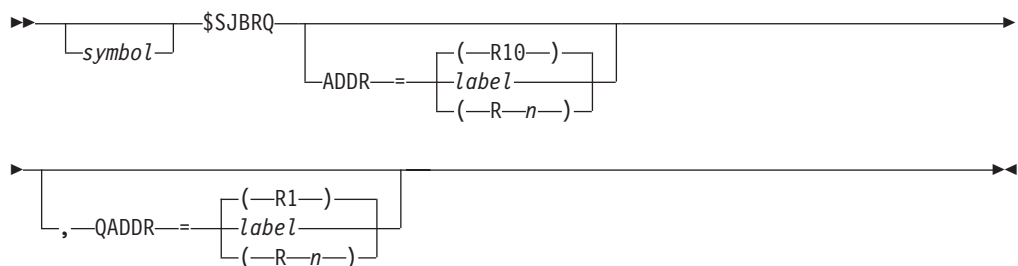 ( R10 )
symbol $SJBRQ ADDR = label
( R n )
( R1 )
, QADDR = label
( R n )